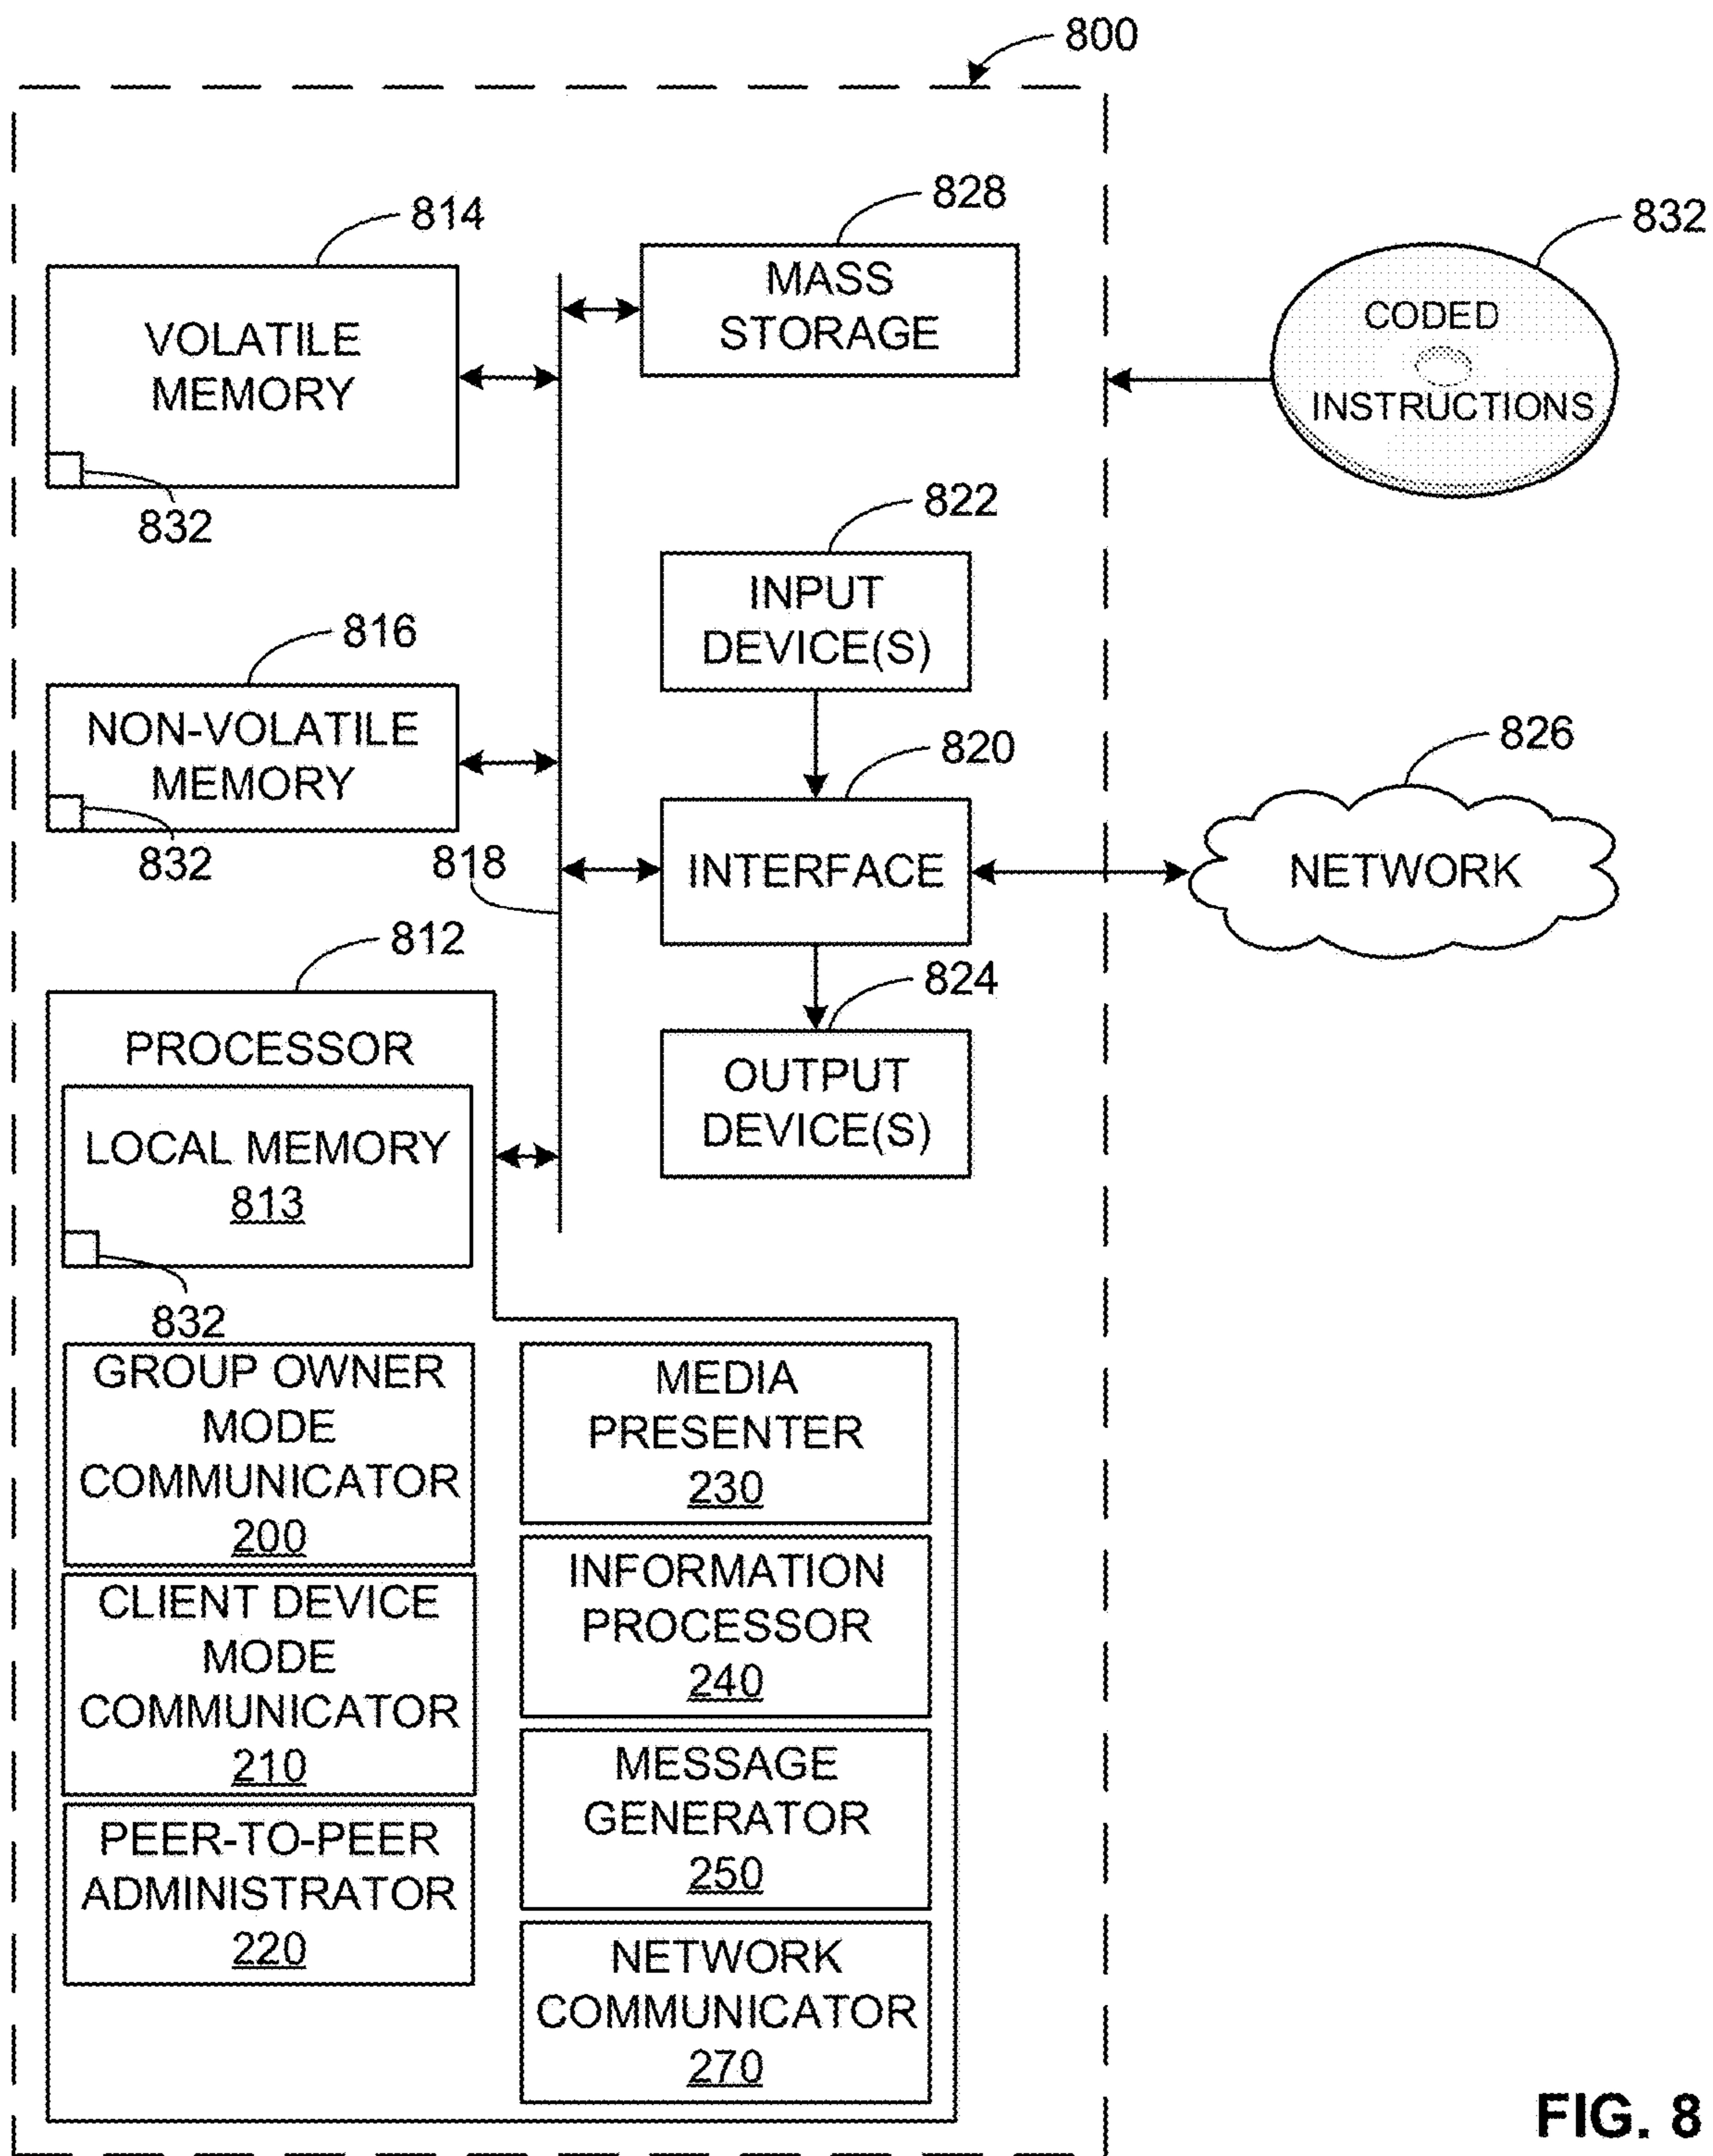 800
814
VOLATILE
MEMORY
832
828
MASS
STORAGE
832
CODED
INSTRUCTIONS
822
INPUT
DEVICE(S)
816
NON-VOLATILE
MEMORY
832
818
820
INTERFACE
826
NETWORK
824
OUTPUT
DEVICE(S)
812
PROCESSOR
LOCAL MEMORY
813
832
GROUP OWNER
MODE
COMMUNICATOR
200
CLIENT DEVICE
MODE
COMMUNICATOR
210
PEER-TO-PEER
ADMINISTRATOR
220
MEDIA
PRESENTER
230
INFORMATION
PROCESSOR
240
MESSAGE
GENERATOR
250
NETWORK
COMMUNICATOR
270
FIG. 8